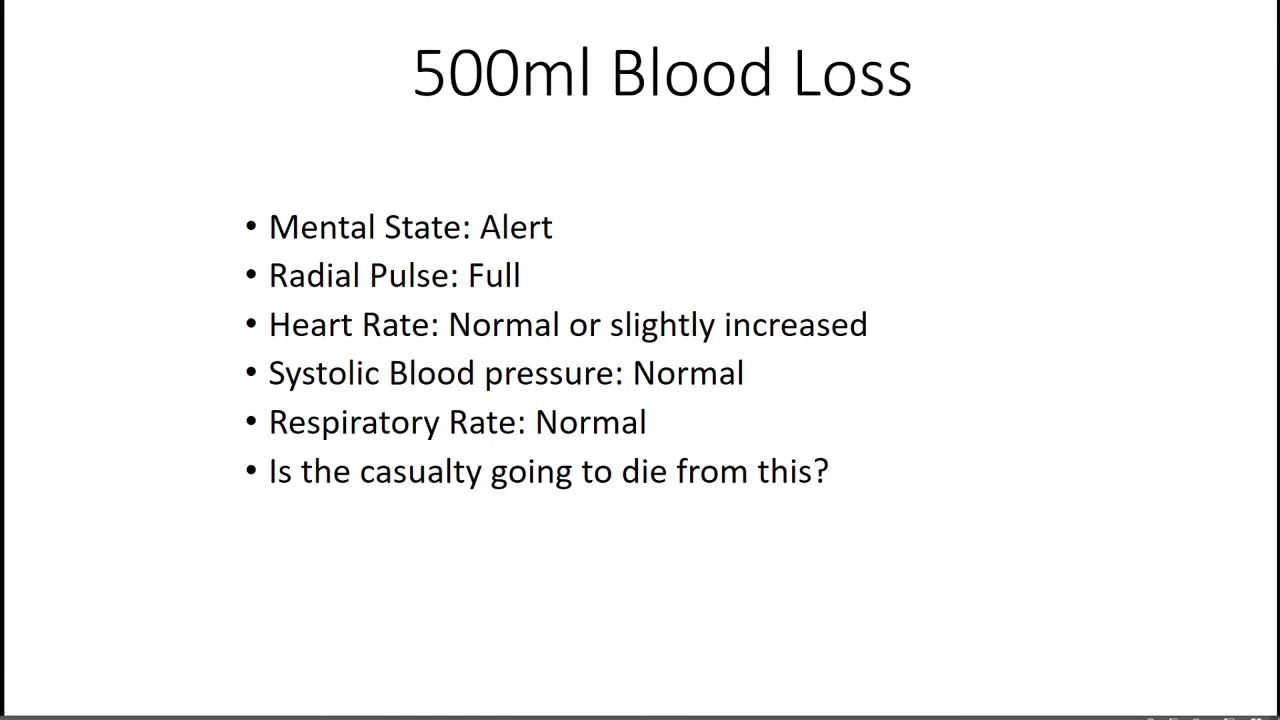 500ml Blood Loss
• Mental State: Alert
• Radial Pulse: Full
• Heart Rate: Normal or slightly increased
• Systolic Blood pressure: Normal
• Respiratory Rate: Normal
• Is the casualty going to die from this?